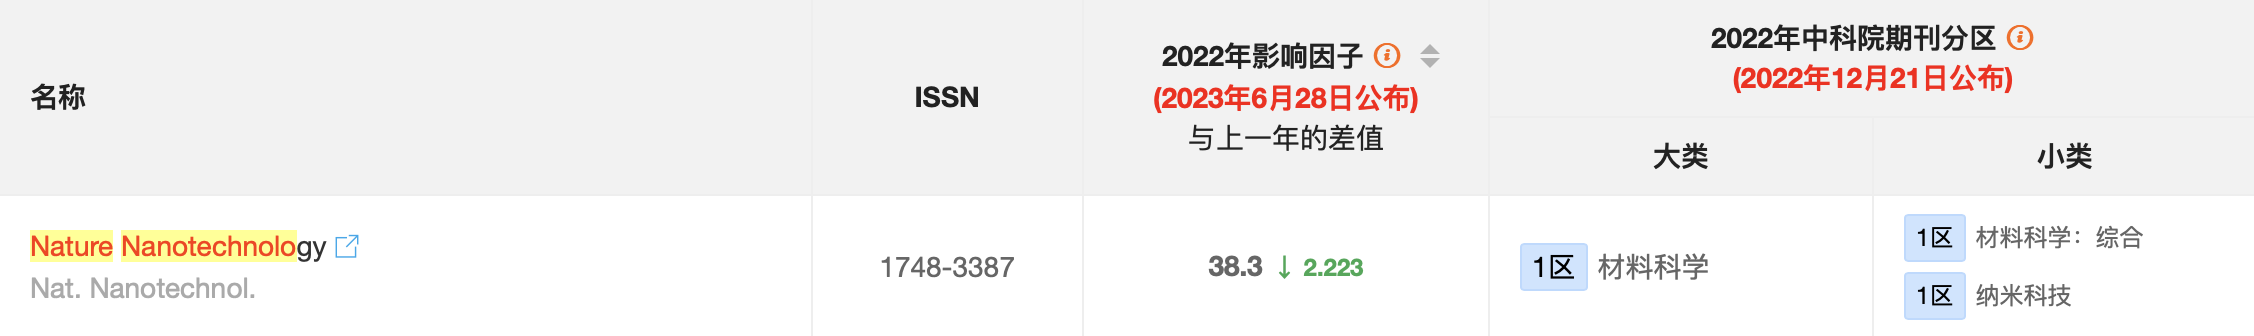 名称
ISSN
2022年影响因子
(2023年6月28日公布)
与上一年的差值
2022年中科院期刊分区
(2022年12月21日公布)
大类
小类
Nature Nanotechnology
Nat. Nanotechnol.
1748-3387
38.3 ↓ 2.223
1区 材料科学
1区 材料科学：综合
1区 纳米科技